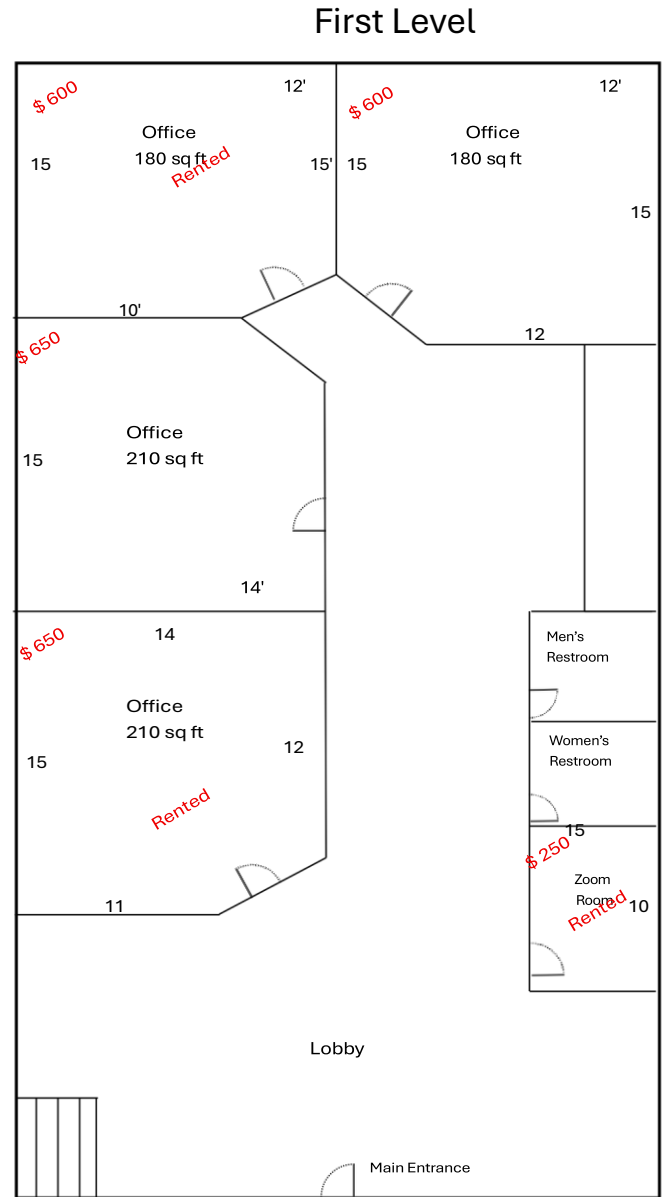 First Level
$ 600
12'
$ 600
12'
Office
180 sq ft
Rented
15
15'
Office
180 sq ft
15
15
10'
12
$ 650
Office
210 sq ft
15
14'
$ 650
14
Office
210 sq ft
15
12
Rented
11
Men's
Restroom
Women's
Restroom
15
$ 250
Zoom
Room
Rented
10
Lobby
Main Entrance